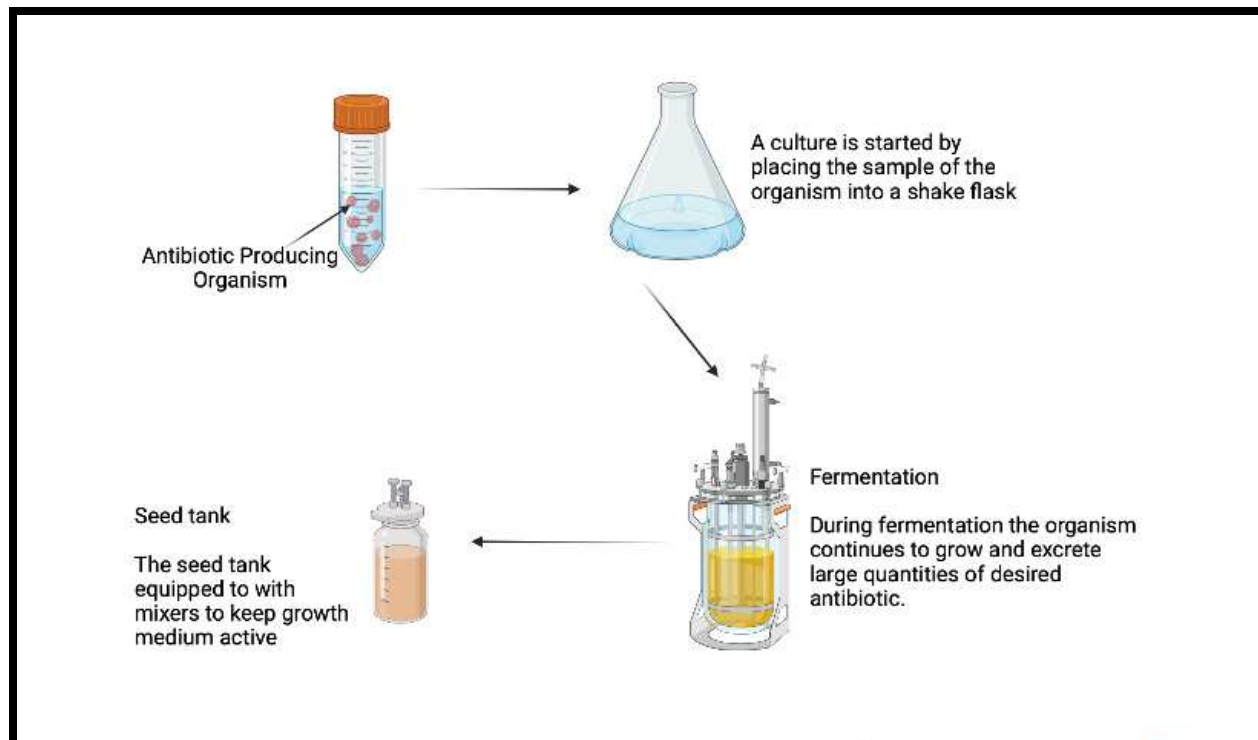 Antibiotic Producing
Organism
A culture is started by
placing the sample of the
organism into a shake flask
Fermentation
During fermentation the organism
continues to grow and excrete
large quantities of desired
antibiotic.
Seed tank
The seed tank
equipped to with
mixers to keep growth
medium active